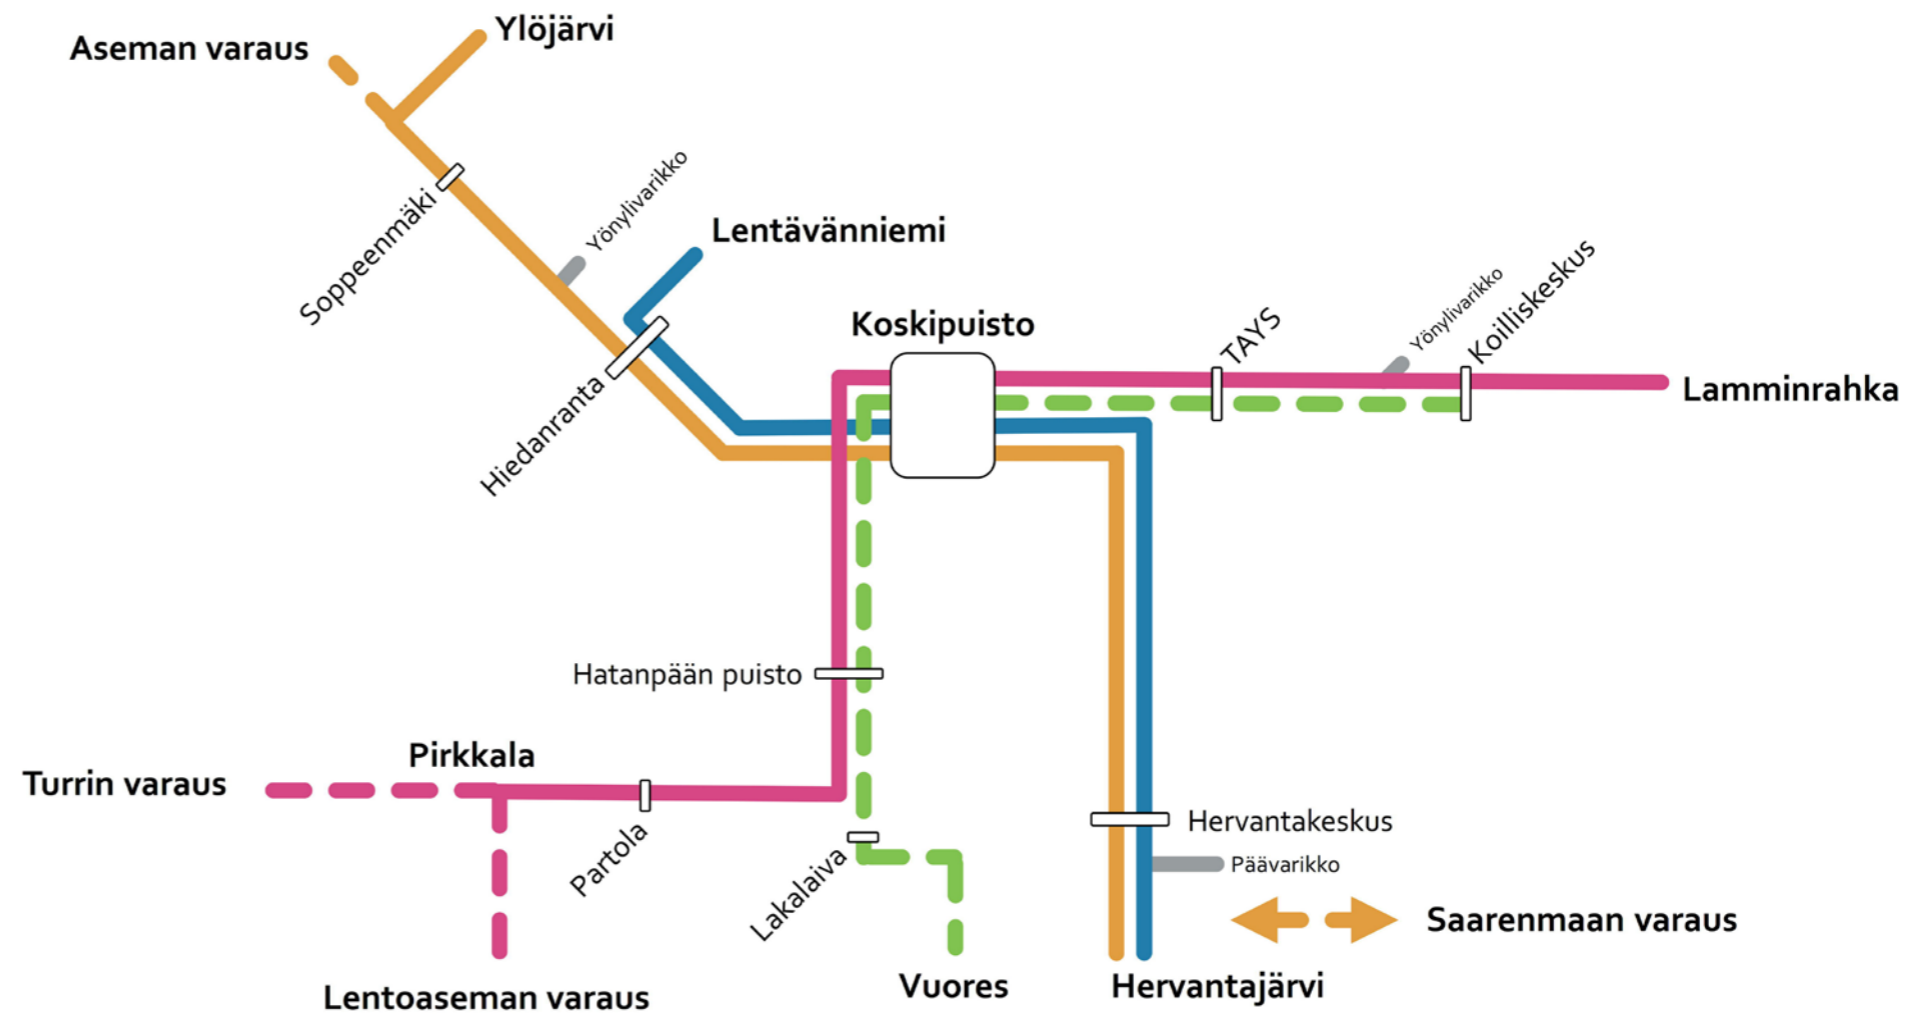 Ylöjärvi
Aseman varaus
Yönylivarikko
Soppeenmäki
Lentävänniemi
Koskipuisto
TAYS
Yönylivarikko
Koilliskeskus
Lamminrahka
Hiedanranta
Hatanpään puisto
Pirkkala
Turrin varaus
Partola
Lakalaiva
Hervantakeskus
Päävarikko
Saarenmaan varaus
Lentoaseman varaus
Vuores
Hervantajärvi